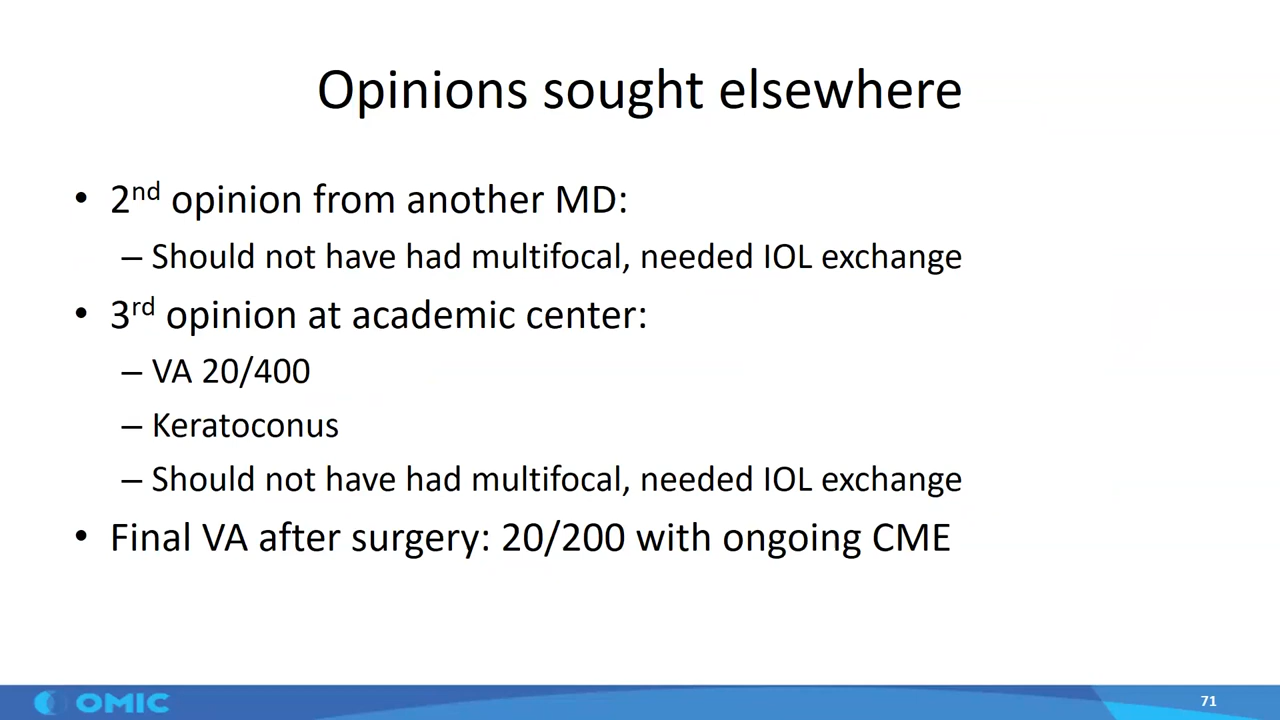 Opinions sought elsewhere
• 2nd opinion from another MD:
– Should not have had multifocal, needed IOL exchange
• 3rd opinion at academic center:
– VA 20/400
– Keratoconus
– Should not have had multifocal, needed IOL exchange
• Final VA after surgery: 20/200 with ongoing CME
OMIC
71